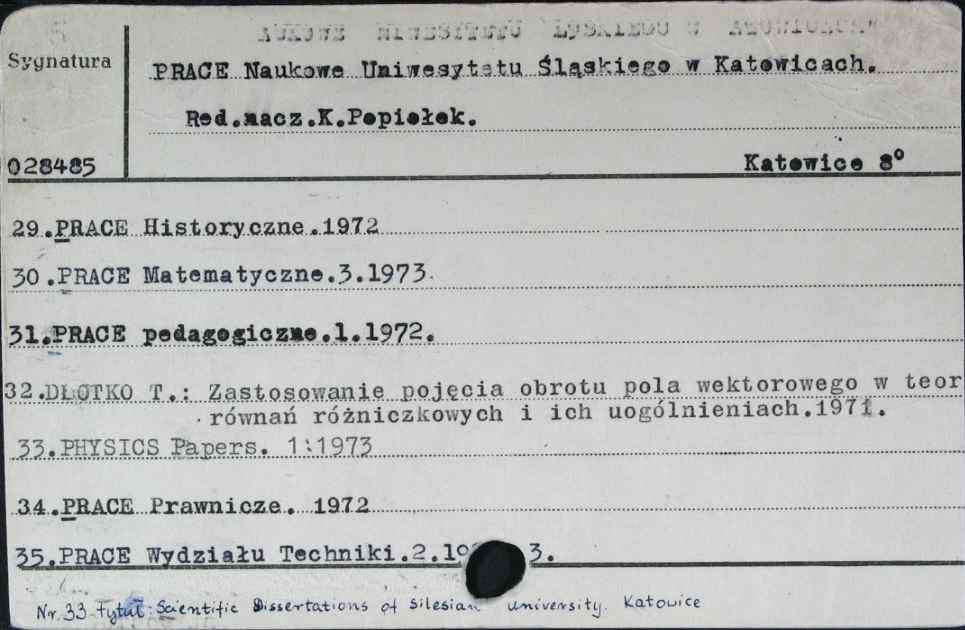 Sygnatura
PRACE Naukowe Uniwesytetu Śląskiego w Katowicach.
Red.nacz.K.Popiołek.
028485
Katowice 8⁰
29.PRACE Historyczne.1972
30.PRACE Matematyczne.3.1973.
31.PRACE pedagogiczne.1.1972.
32.DŁOTKO T.: Zastosowanie pojęcia obrotu pola wektorowego w teor
równań różniczkowych i ich uogólnieniach.1971.
33.PHYSICS Papers. 1:1973
34.PRACE Prawnicze. 1972
35.PRACE Wydziału Techniki.2. 3.
Nr.33 tytuł: Scientific Dissertations of Silesian University. Katowice